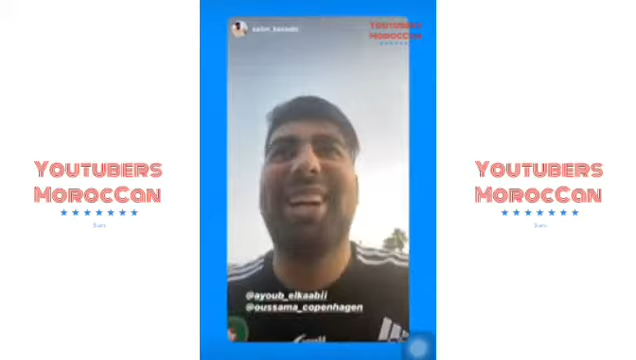 YOUTUBERS
MOROCCAN
YOUTUBERS
MOROCCAN
@ayoub_elkaabii
@oussama_copenhagen
YOUTUBERS
MOROCCAN